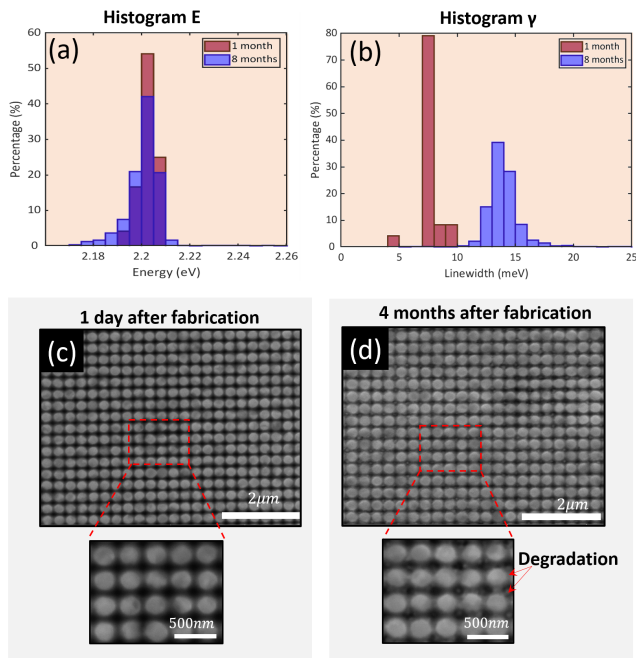 Histogram E
Histogram γ
(a)
1 month
8 months
Percentage (%)
60
50
40
30
20
10
0
2.18
2.20
2.22
2.24
2.26
Energy (eV)
(b)
1 month
8 months
Percentage (%)
80
70
60
50
40
30
20
10
0
0
5
10
15
20
25
Linewidth (meV)
1 day after fabrication
(c)
2μm
500nm
4 months after fabrication
(d)
2μm
Degradation
500nm